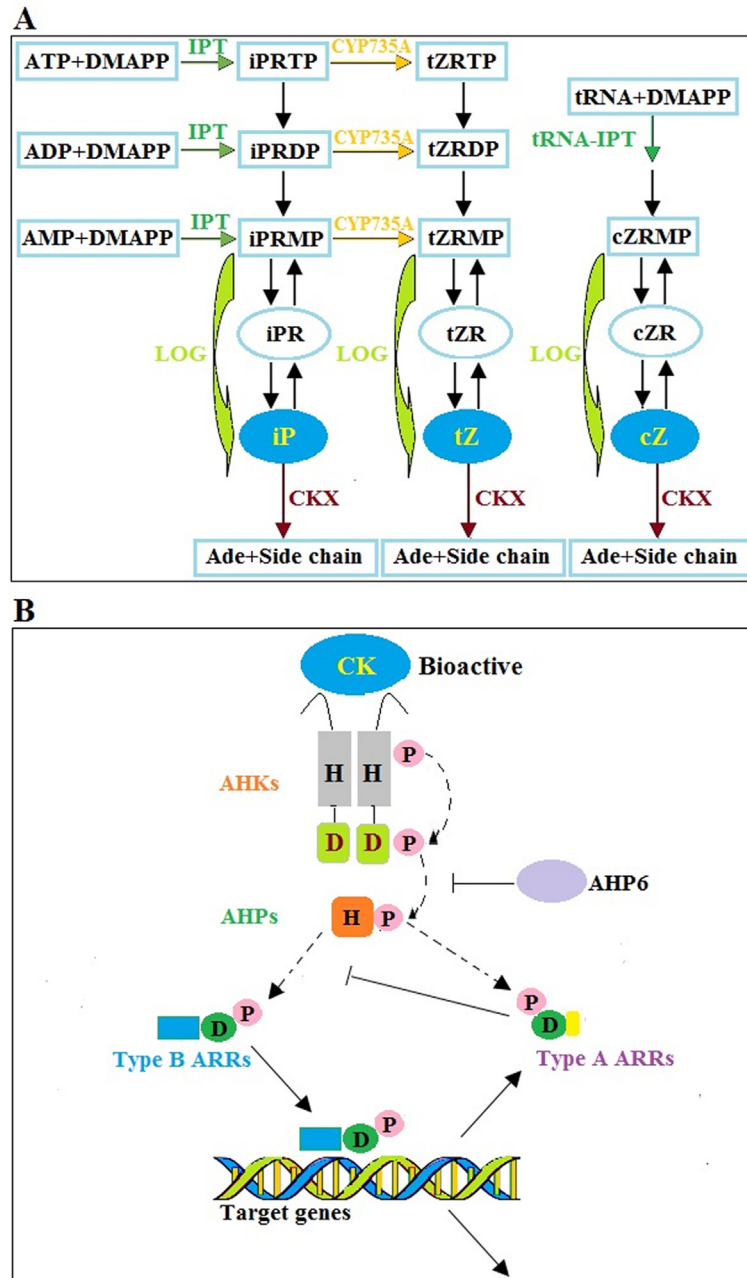 A
ATP+DMAPP IPT iPRTP CYP735A tZRTP
tRNA+DMAPP
ADP+DMAPP IPT iPRDP CYP735A tZRDP
tRNA-IPT
AMP+DMAPP IPT iPRMP CYP735A tZRMP cZRMP
LOG iPR LOG tZR LOG cZR
iP tZ cZ
CKX CKX CKX
Ade+Side chain Ade+Side chain Ade+Side chain
B
CK Bioactive
P
AHKs H H
D D P
AHP6
AHPs H P
P P
D D
Type B ARRs Type A ARRs
P
D
Target genes